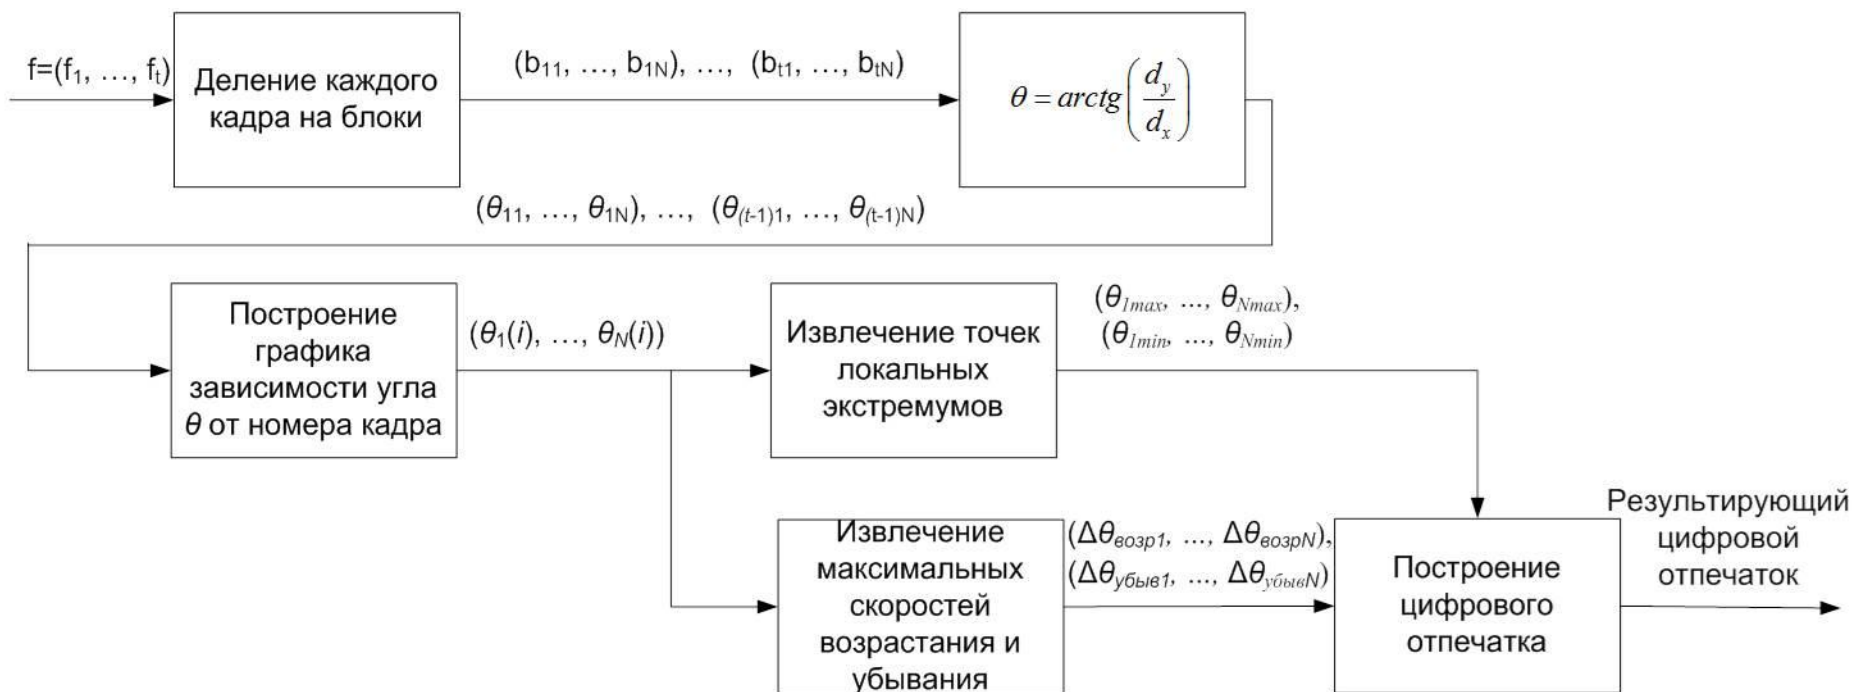 f=(f₁, …, fₜ)
Деление каждого
кадра на блоки
(b₁₁, …, b₁N), …, (bₜ₁, …, bₜN)
θ = arctg(d_y/d_x)
(θ₁₁, …, θ₁N), …, (θ₍ₜ₋₁₎₁, …, θ₍ₜ₋₁₎N)
Построение
графика
зависимости угла
θ от номера кадра
(θ₁(i), …, θN(i))
Извлечение точек
локальных
экстремумов
(θ1max, ..., θNmax),
(θ1min, ..., θNmin)
Извлечение
максимальных
скоростей
возрастания и
убывания
(Δθвозр1, ..., ΔθвозрN),
(Δθубыв1, ..., ΔθубывN)
Построение
цифрового
отпечатка
Результирующий
цифровой
отпечаток